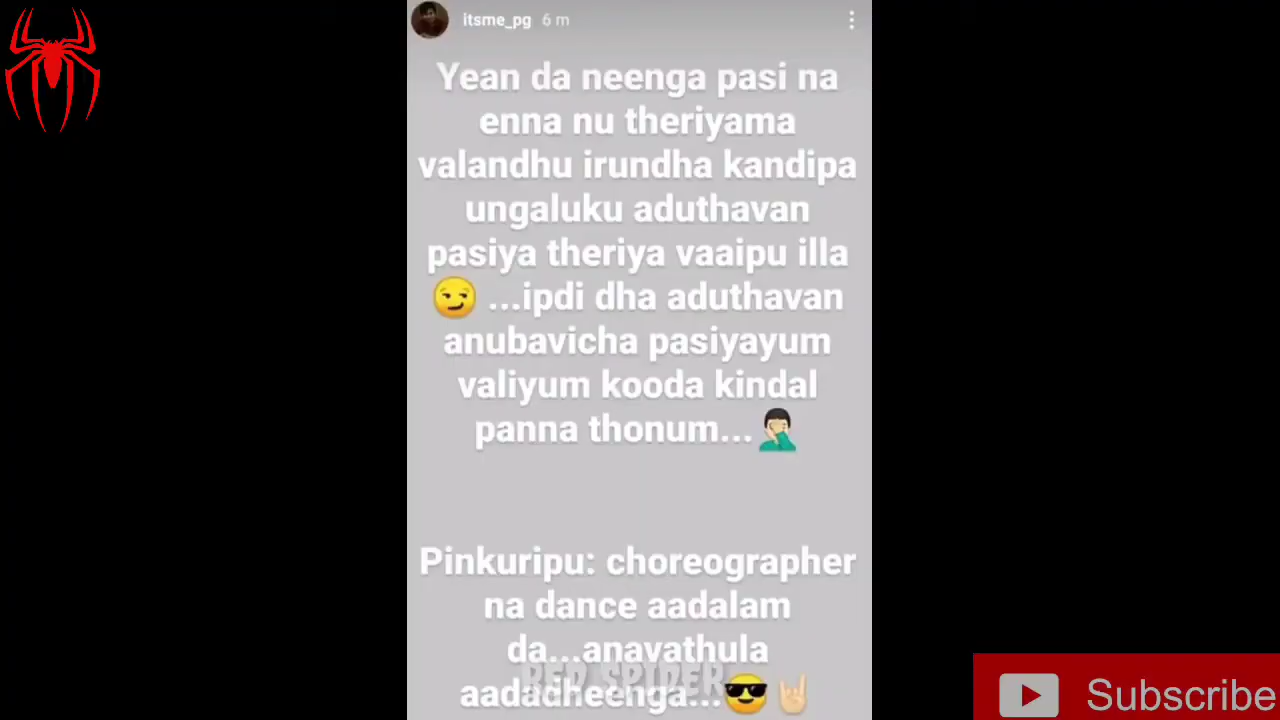 itsme_pg 6 m
Yean da neenga pasi na
enna nu theriyama
valandhu irundha kandipa
ungaluku aduthavan
pasiya theriya vaaipu illa
😏 ...ipdi dha aduthavan
anubavicha pasiyayum
valiyum kooda kindal
panna thonum...🤦🏻‍♂️
Pinkuripu: choreographer
na dance aadalam
da...anavathula
RED SPIDER
aadadheenga...😎🤘🏻
Subscribe